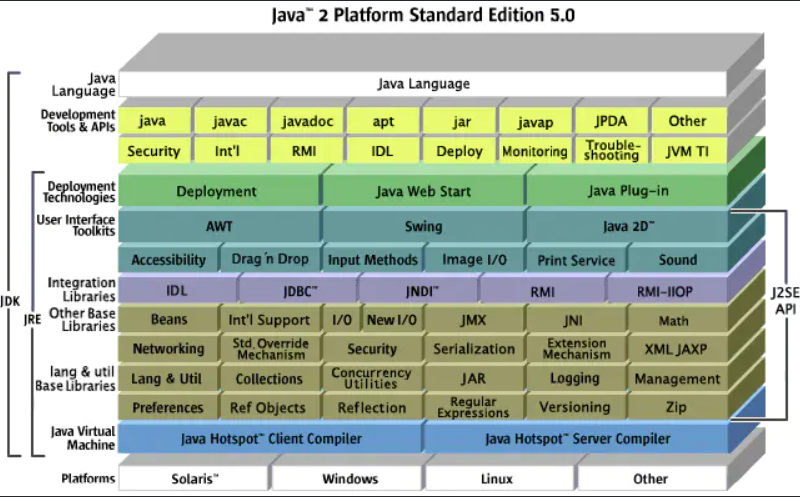 Java™ 2 Platform Standard Edition 5.0
Java
Language
Java Language
Development
Tools & APIs
java javac javadoc apt jar javap JPDA Other
Security Int'l RMI IDL Deploy Monitoring Trouble-
shooting JVM TI
Deployment
Technologies
Deployment Java Web Start Java Plug-in
User Interface
Toolkits
AWT Swing Java 2D™
Accessibility Drag 'n Drop Input Methods Image I/O Print Service Sound
Integration
Libraries
IDL JDBC™ JNDI™ RMI RMI-IIOP
JDK
JRE
J2SE
API
Other Base
Libraries
Beans Int'l Support I/O New I/O JMX JNI Math
Networking Std. Override
Mechanism Security Serialization Extension
Mechanism XML JAXP
lang & util
Base Libraries
Lang & Util Collections Concurrency
Utilities JAR Logging Management
Preferences Ref Objects Reflection Regular
Expressions Versioning Zip
Java Virtual
Machine
Java Hotspot™ Client Compiler Java Hotspot™ Server Compiler
Platforms
Solaris™ Windows Linux Other